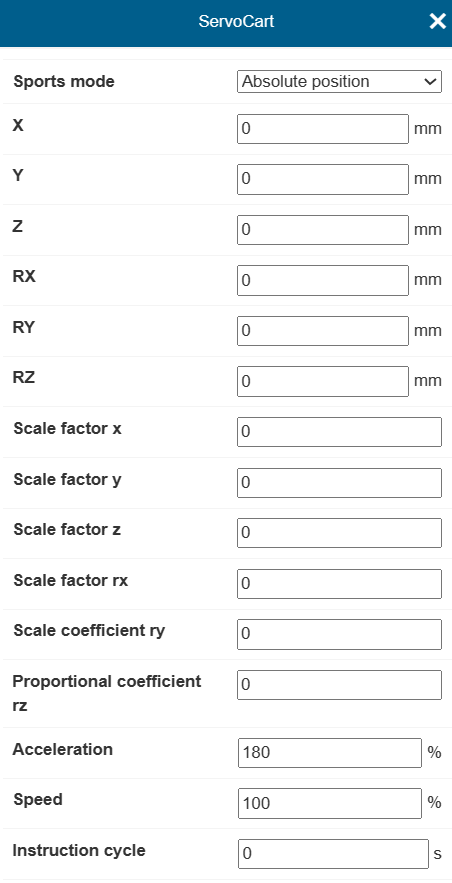 ServoCart
Sports mode Absolute position
X 0 mm
Y 0 mm
Z 0 mm
RX 0 mm
RY 0 mm
RZ 0 mm
Scale factor x 0
Scale factor y 0
Scale factor z 0
Scale factor rx 0
Scale coefficient ry 0
Proportional coefficient 0
rz
Acceleration 180 %
Speed 100 %
Instruction cycle 0 s